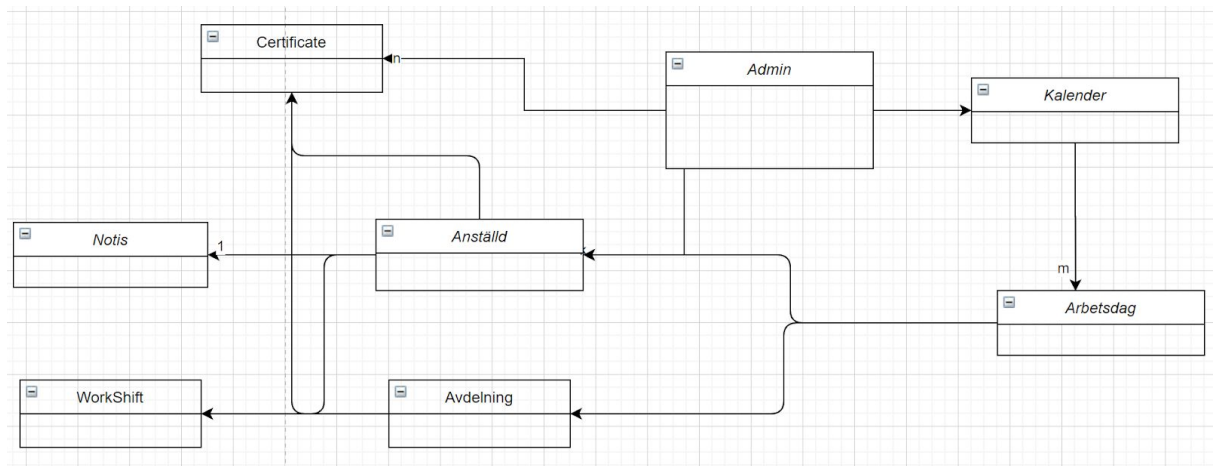 Certificate
n
Admin
Kalender
Notis
1
Anställd
m
Arbetsdag
WorkShift
Avdelning